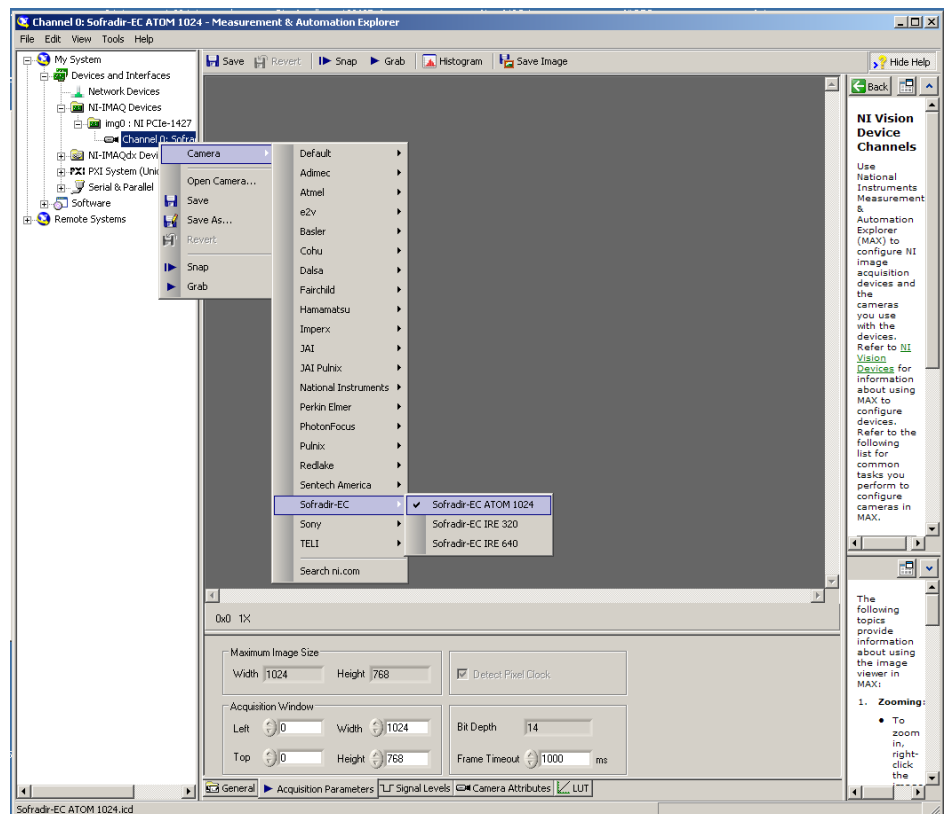 Channel 0: Sofradir-EC ATOM 1024 - Measurement & Automation Explorer
File Edit View Tools Help
My System
Devices and Interfaces
Network Devices
NI-IMAQ Devices
img0 : NI PCIe-1427
Channel 0: Sofra
NI-IMAQdx Devi
PXI PXI System (Uni
Serial & Parallel
Software
Remote Systems
Save Revert Snap Grab Histogram Save Image
Hide Help
Camera
Open Camera...
Save
Save As...
Revert
Snap
Grab
Default
Adimec
Atmel
e2v
Basler
Cohu
Dalsa
Fairchild
Hamamatsu
Imperx
JAI
JAI Pulnix
National Instruments
Perkin Elmer
PhotonFocus
Pulnix
Redlake
Sentech America
Sofradir-EC
Sony
TELI
Search ni.com
Sofradir-EC ATOM 1024
Sofradir-EC IRE 320
Sofradir-EC IRE 640
0x0 1X
Maximum Image Size
Width 1024 Height 768
Detect Pixel Clock
Acquisition Window
Left 0 Width 1024
Top 0 Height 768
Bit Depth 14
Frame Timeout 1000 ms
General Acquisition Parameters Signal Levels Camera Attributes LUT
Back
NI Vision
Device
Channels
Use
National
Instruments
Measurement
&
Automation
Explorer
(MAX) to
configure NI
image
acquisition
devices and
the
cameras
you use
with the
devices.
Refer to NI
Vision
Devices for
information
about using
MAX to
configure
devices.
Refer to the
following
list for
common
tasks you
perform to
configure
cameras in
MAX.
The
following
topics
provide
information
about using
the image
viewer in
MAX:
1. Zooming:
• To
zoom
in,
right-
click
the
Sofradir-EC ATOM 1024.icd